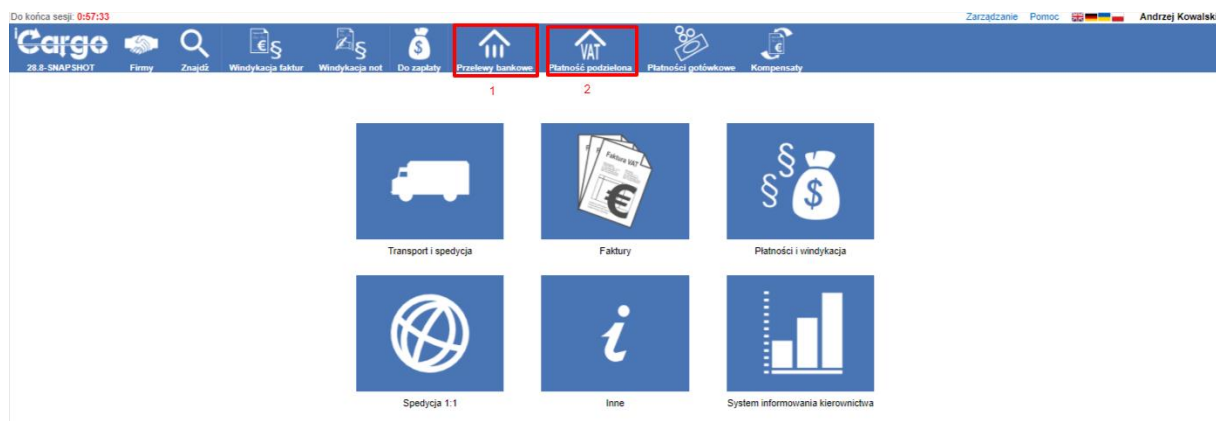 Do końca sesji: 0:57:33
Zarządzanie Pomoc Andrzej Kowalski
iCargo
28.8-SNAPSHOT Firmy Znajdź Windykacja faktur Windykacja not Do zapłaty Przelewy bankowe Płatność podzielona Płatności gotówkowe Kompensaty
VAT
1 2
Faktura VAT
Transport i spedycja Faktury Płatności i windykacja
Spedycja 1:1 Inne System informowania kierownictwa